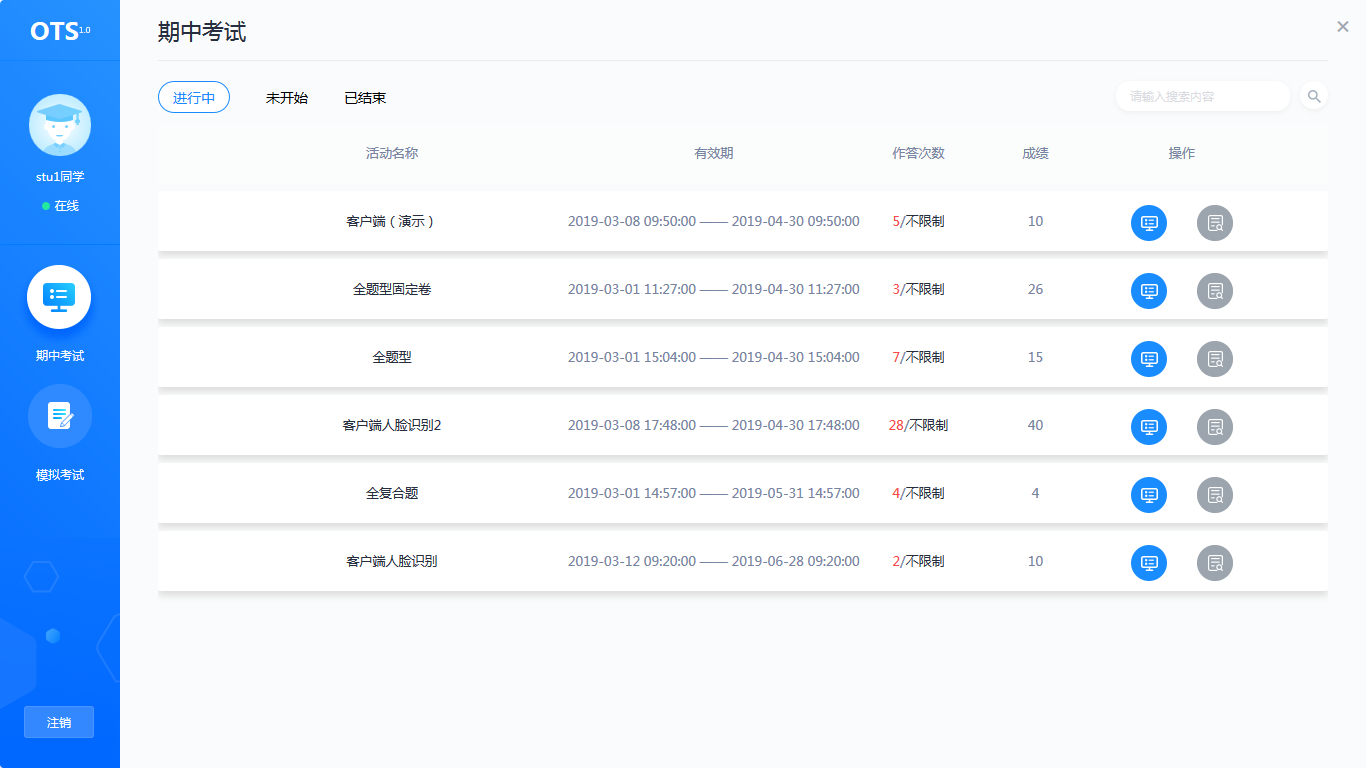 OTS1.0
stu1同学
在线
期中考试
模拟考试
注销
期中考试
进行中 未开始 已结束 请输入搜索内容
活动名称 有效期 作答次数 成绩 操作
客户端（演示） 2019-03-08 09:50:00 —— 2019-04-30 09:50:00 5/不限制 10
全题型固定卷 2019-03-01 11:27:00 —— 2019-04-30 11:27:00 3/不限制 26
全题型 2019-03-01 15:04:00 —— 2019-04-30 15:04:00 7/不限制 15
客户端人脸识别2 2019-03-08 17:48:00 —— 2019-04-30 17:48:00 28/不限制 40
全复合题 2019-03-01 14:57:00 —— 2019-05-31 14:57:00 4/不限制 4
客户端人脸识别 2019-03-12 09:20:00 —— 2019-06-28 09:20:00 2/不限制 10